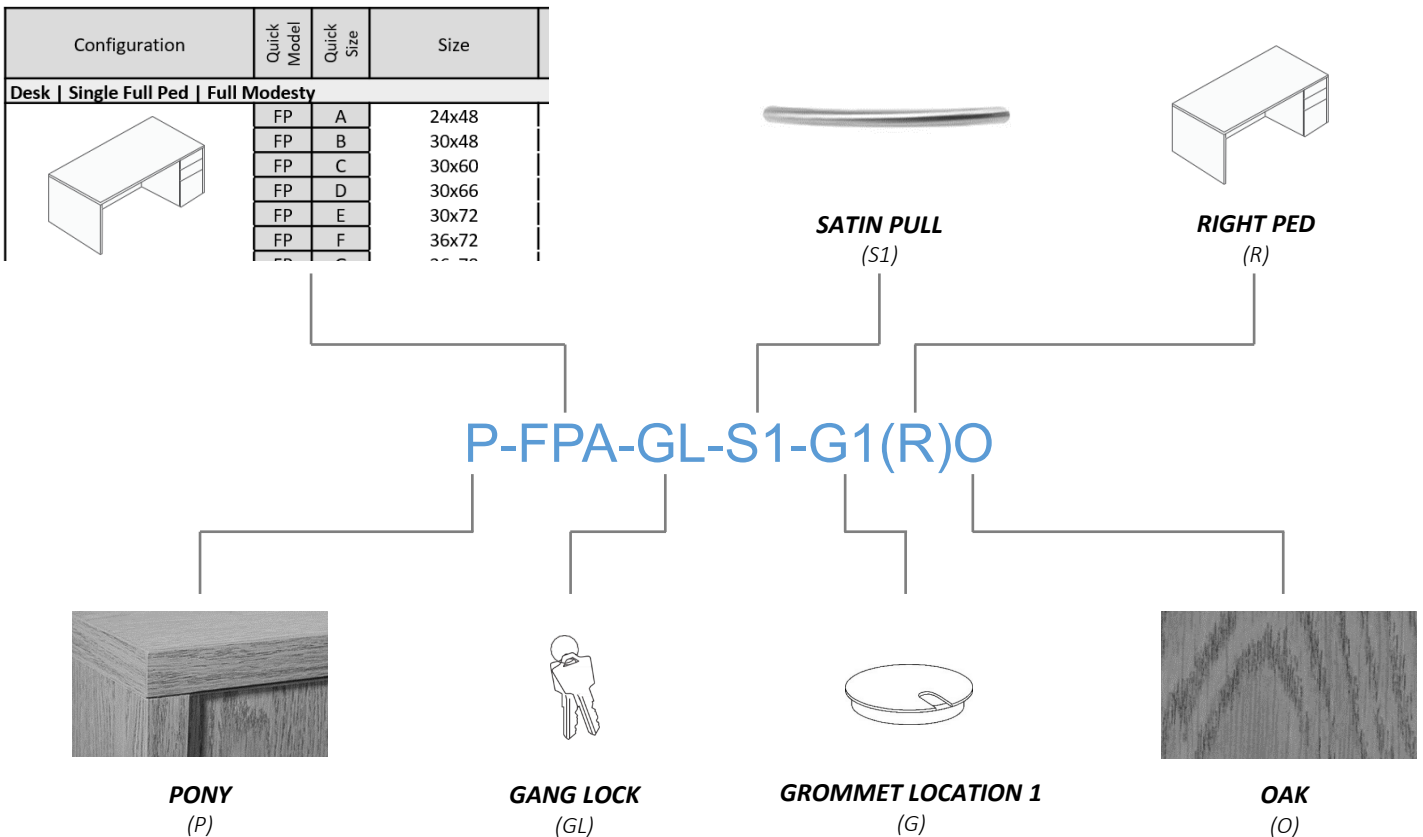 Configuration
Quick Model
Quick Size
Size
Desk | Single Full Ped | Full Modesty
FP A 24x48
FP B 30x48
FP C 30x60
FP D 30x66
FP E 30x72
FP F 36x72
SATIN PULL
(S1)
RIGHT PED
(R)
P-FPA-GL-S1-G1(R)O
PONY
(P)
GANG LOCK
(GL)
GROMMET LOCATION 1
(G)
OAK
(O)